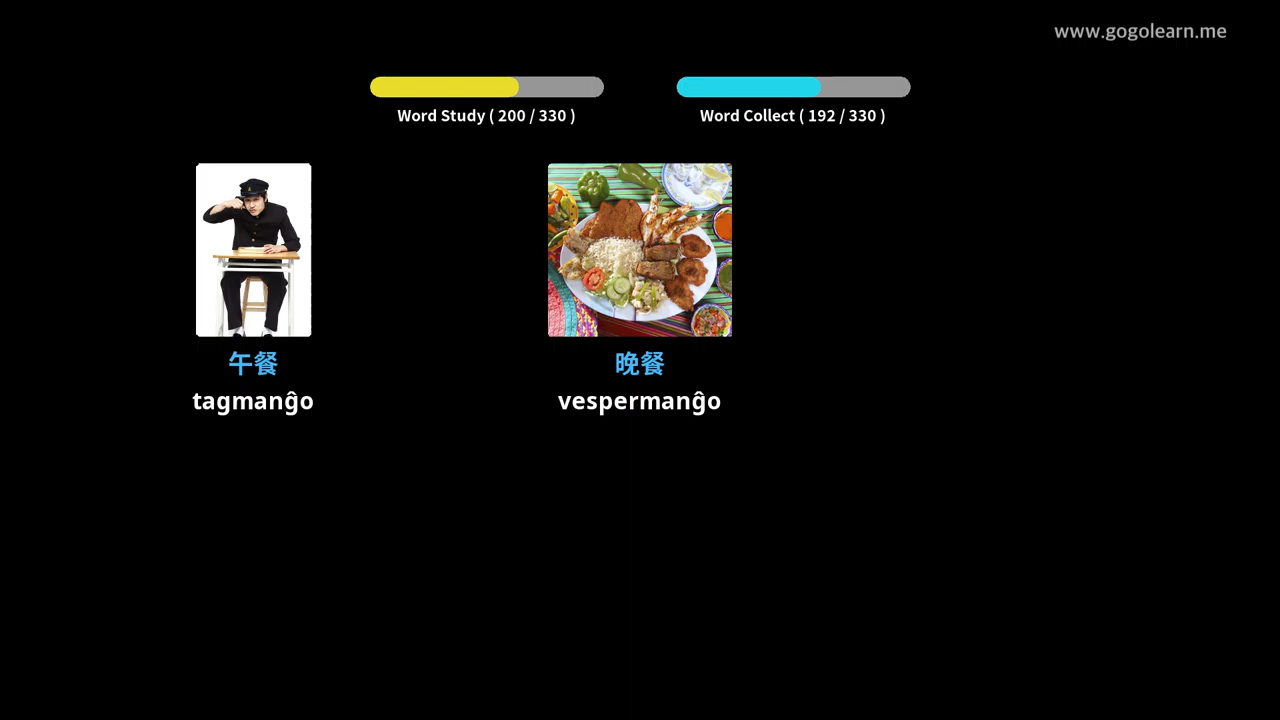 www.gogolearn.me
Word Study ( 200 / 330 )
Word Collect ( 192 / 330 )
午餐
晚餐
tagmanĝo
vespermanĝo